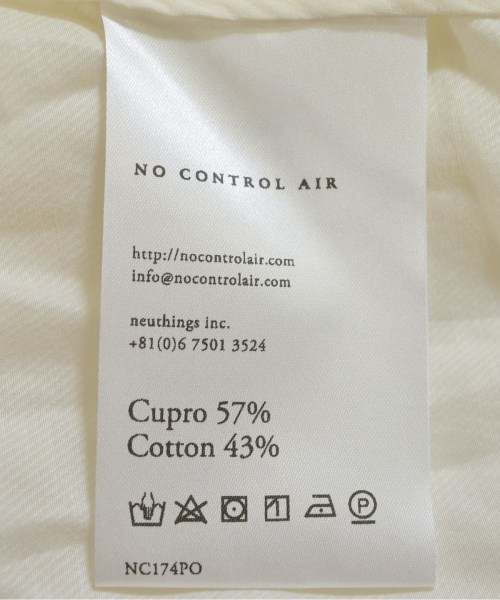 NO CONTROL AIR
http://nocontrolair.com
info@nocontrolair.com
neuthings inc.
+81(0)6 7501 3524
Cupro 57%
Cotton 43%
P
NC174PO